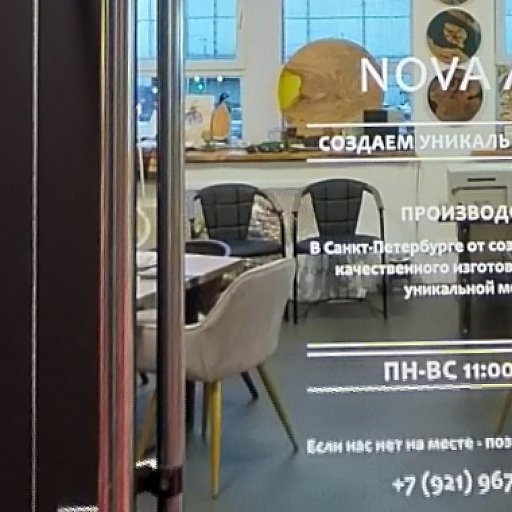 NOVA
СОЗДАЕМ УНИКАЛЬ
ПРОИЗВОДС
В Санкт-Петербурге от соз
качественного изготов
уникальной ме
ПН-ВС 11:00
Если нас нет на месте - поз
+7 (921) 967